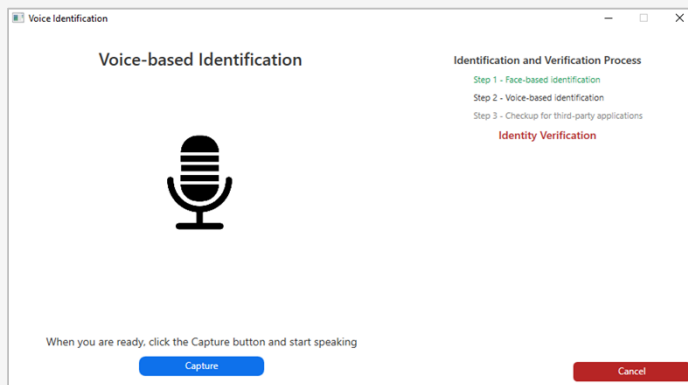 Voice Identification
Voice-based Identification
Identification and Verification Process
Step 1 - Face-based identification
Step 2 - Voice-based identification
Step 3 - Checkup for third-party applications
Identity Verification
When you are ready, click the Capture button and start speaking
Capture
Cancel